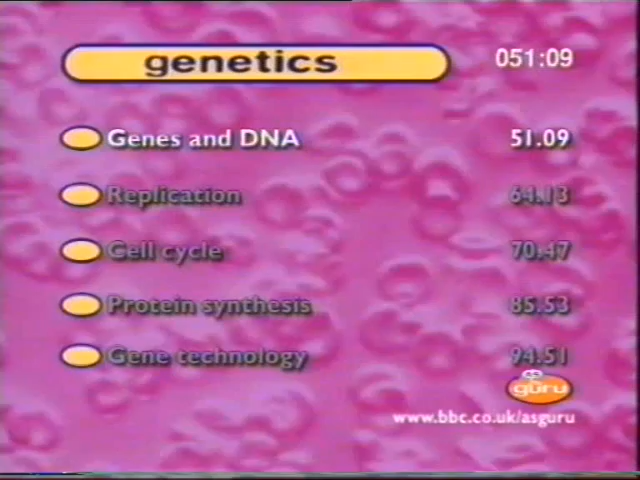 genetics 051:09
Genes and DNA 51.09
Replication 64.13
Cell cycle 70.47
Protein synthesis 85.53
Gene technology 94.51
as guru
www.bbc.co.uk/asguru